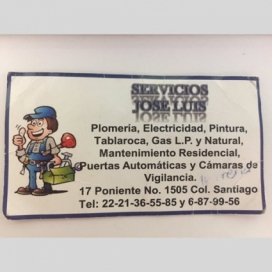 SERVICIOS
JOSE LUIS
Plomería, Electricidad, Pintura,
Tablaroca, Gas L.P. y Natural,
Mantenimiento Residencial,
Puertas Automáticas y Cámaras de
Vigilancia.
17 Poniente No. 1505 Col. Santiago
Tel: 22-21-36-55-85 y 6-87-99-56